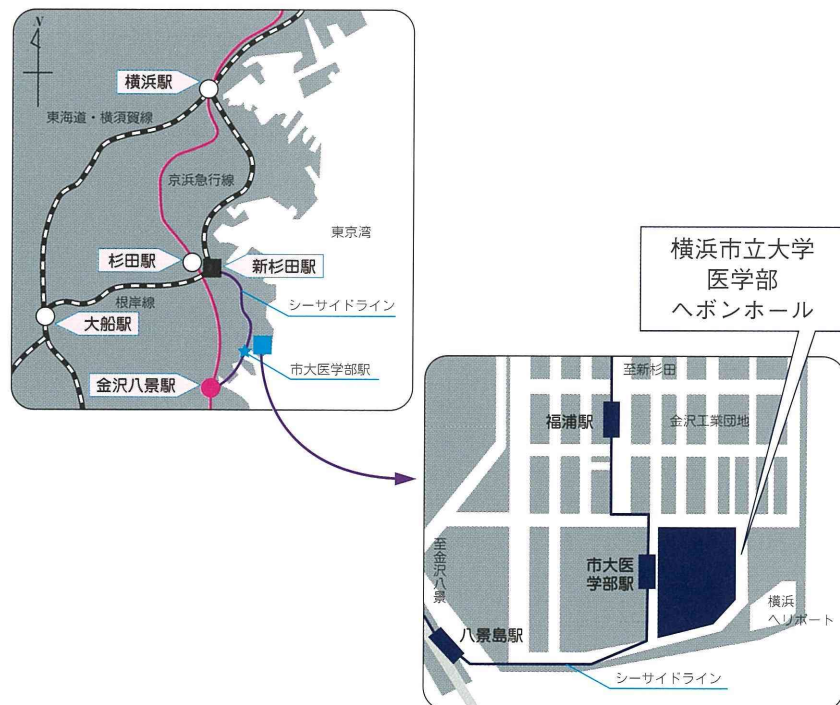 N
横浜駅
東海道・横須賀線
京浜急行線
東京湾
杉田駅
新杉田駅
根岸線
シーサイドライン
大船駅
市大医学部駅
金沢八景駅
横浜市立大学
医学部
ヘボンホール
至新杉田
福浦駅
金沢工業団地
至金沢八景
市大医
学部駅
横浜
ヘリポート
八景島駅
シーサイドライン